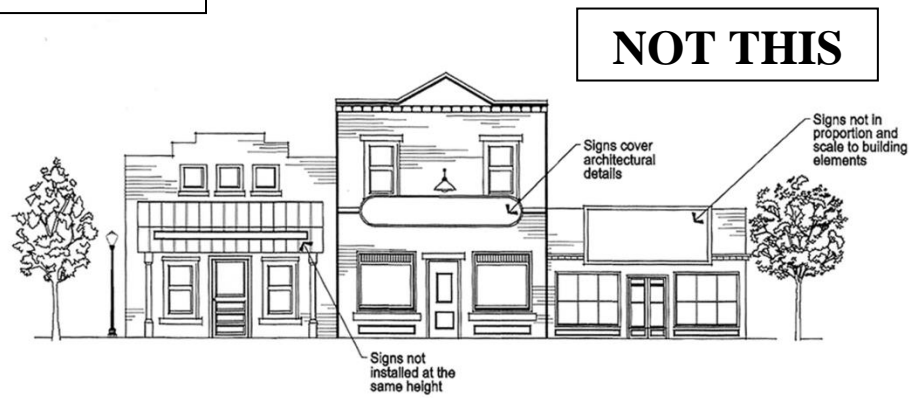 NOT THIS
Signs cover
architectural
details
Signs not in
proportion and
scale to building
elements
Signs not
installed at the
same height